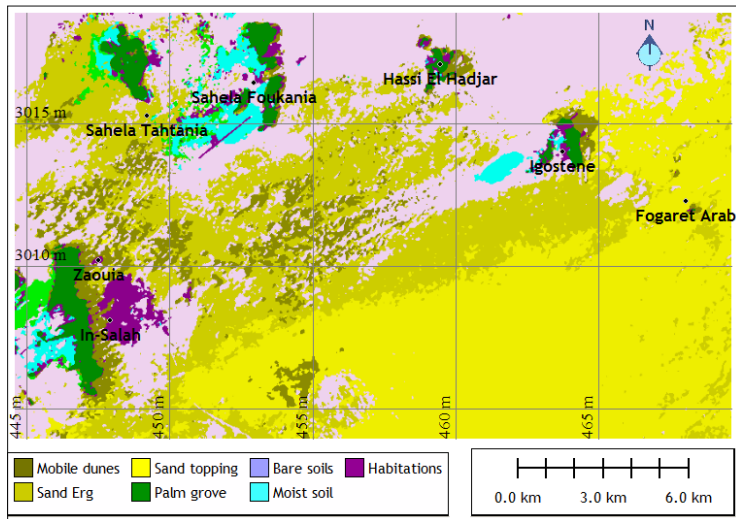 N
Hassi El Hadjar
Sahela Foukania
3015 m
Sahela Tahtania
Igostene
Fogaret Arab
3010 m
Zaouia
In-Salah
445 m
450 m
455 m
460 m
465 m
Mobile dunes
Sand topping
Bare soils
Habitations
Sand Erg
Palm grove
Moist soil
0.0 km
3.0 km
6.0 km